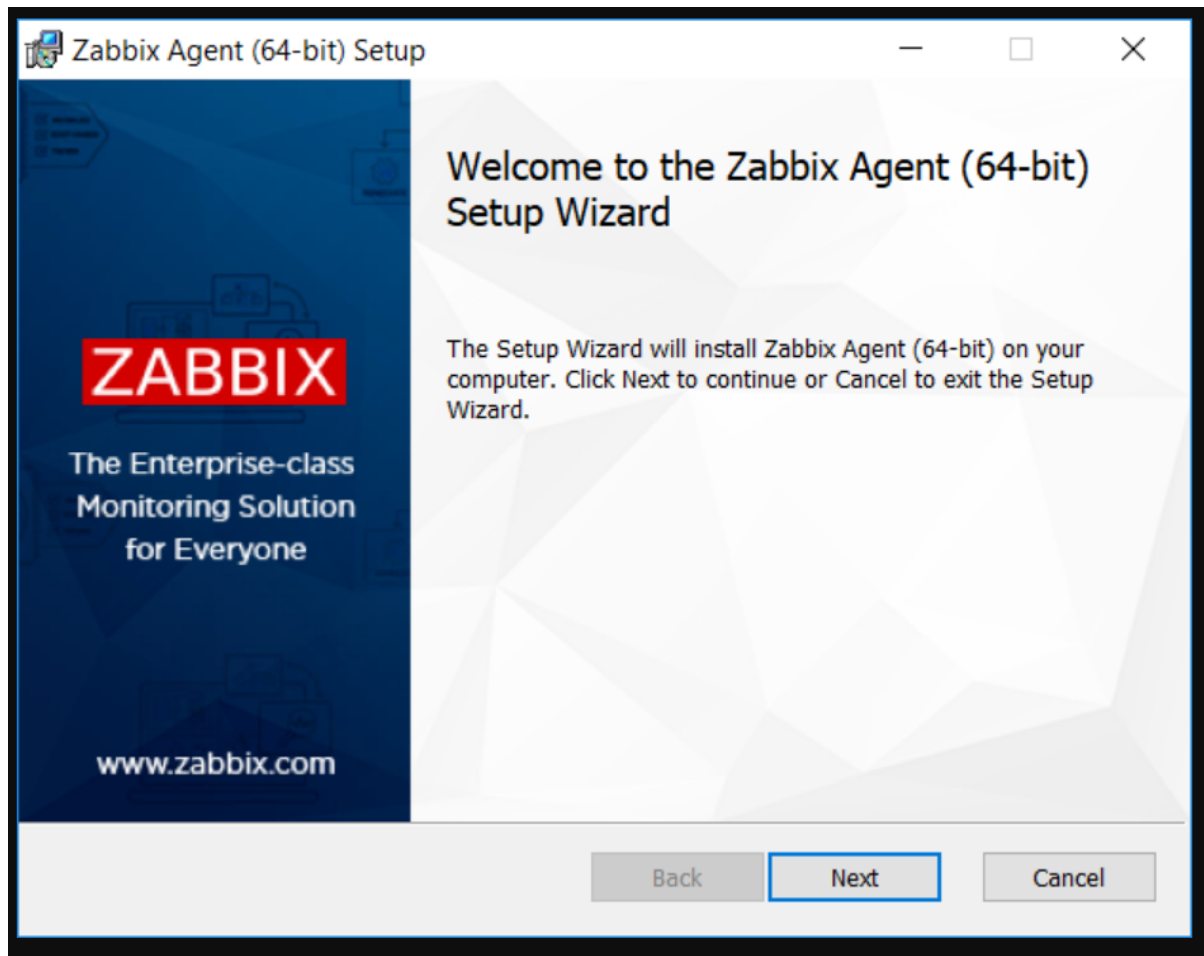 Zabbix Agent (64-bit) Setup
ZABBIX
The Enterprise-class
Monitoring Solution
for Everyone
www.zabbix.com
Welcome to the Zabbix Agent (64-bit)
Setup Wizard
The Setup Wizard will install Zabbix Agent (64-bit) on your
computer. Click Next to continue or Cancel to exit the Setup
Wizard.
Back
Next
Cancel